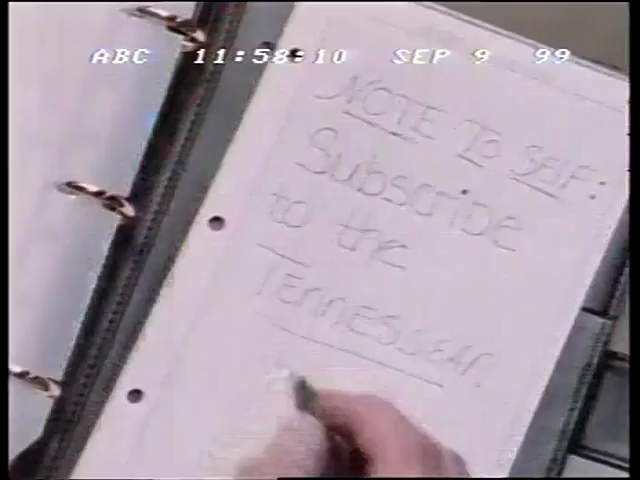 ABC 11:58:10 SEP 9 99
NOTE TO SELF:
Subscribe
to the
TENNESSEAN.